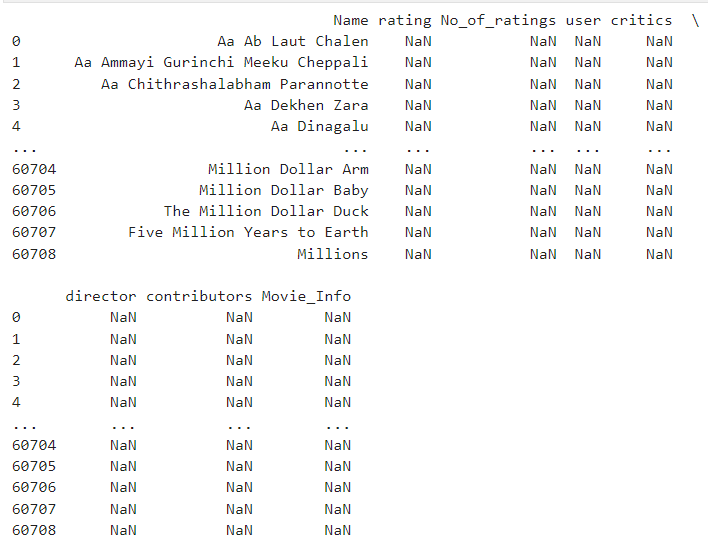 Name rating No_of_ratings user critics \
0 Aa Ab Laut Chalen NaN NaN NaN NaN
1 Aa Ammayi Gurinchi Meeku Cheppali NaN NaN NaN NaN
2 Aa Chithrashalabham Parannotte NaN NaN NaN NaN
3 Aa Dekhen Zara NaN NaN NaN NaN
4 Aa Dinagalu NaN NaN NaN NaN
... ... ... ... ... ...
60704 Million Dollar Arm NaN NaN NaN NaN
60705 Million Dollar Baby NaN NaN NaN NaN
60706 The Million Dollar Duck NaN NaN NaN NaN
60707 Five Million Years to Earth NaN NaN NaN NaN
60708 Millions NaN NaN NaN NaN
director contributors Movie_Info
0 NaN NaN NaN
1 NaN NaN NaN
2 NaN NaN NaN
3 NaN NaN NaN
4 NaN NaN NaN
... ... ... ...
60704 NaN NaN NaN
60705 NaN NaN NaN
60706 NaN NaN NaN
60707 NaN NaN NaN
60708 NaN NaN NaN